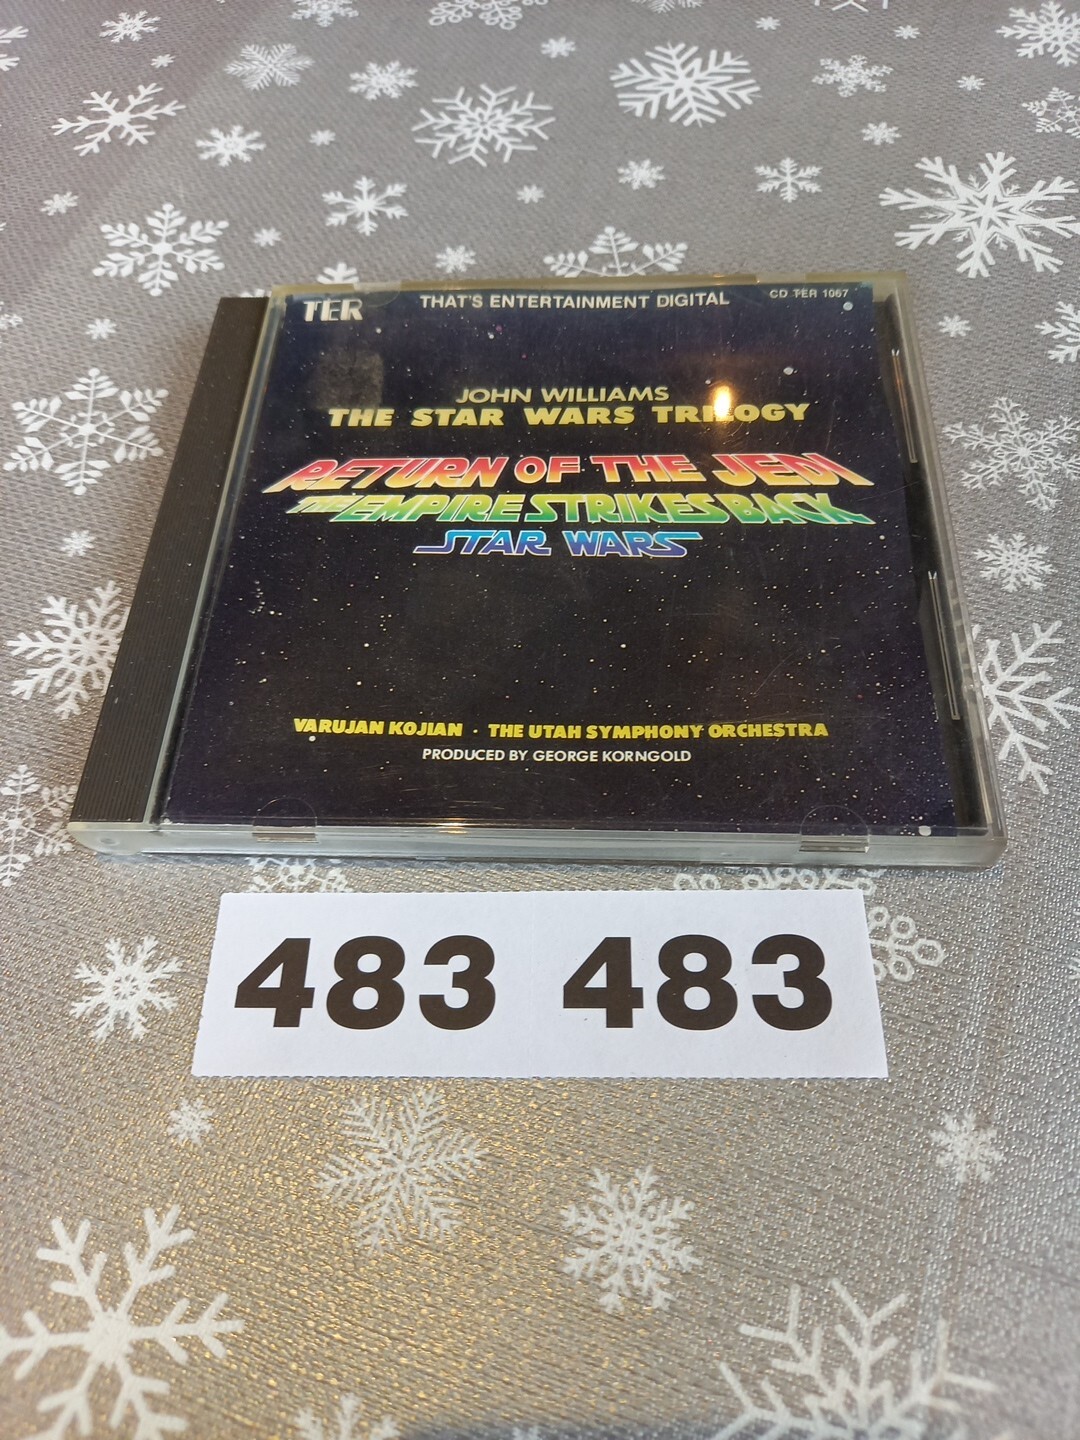 TER
THAT'S ENTERTAINMENT DIGITAL
CD TER 1067
JOHN WILLIAMS
THE STAR WARS TRILOGY
RETURN OF THE JEDI
THE EMPIRE STRIKES BACK
STAR WARS
VARUJAN KOJIAN · THE UTAH SYMPHONY ORCHESTRA
PRODUCED BY GEORGE KORNGOLD
483 483